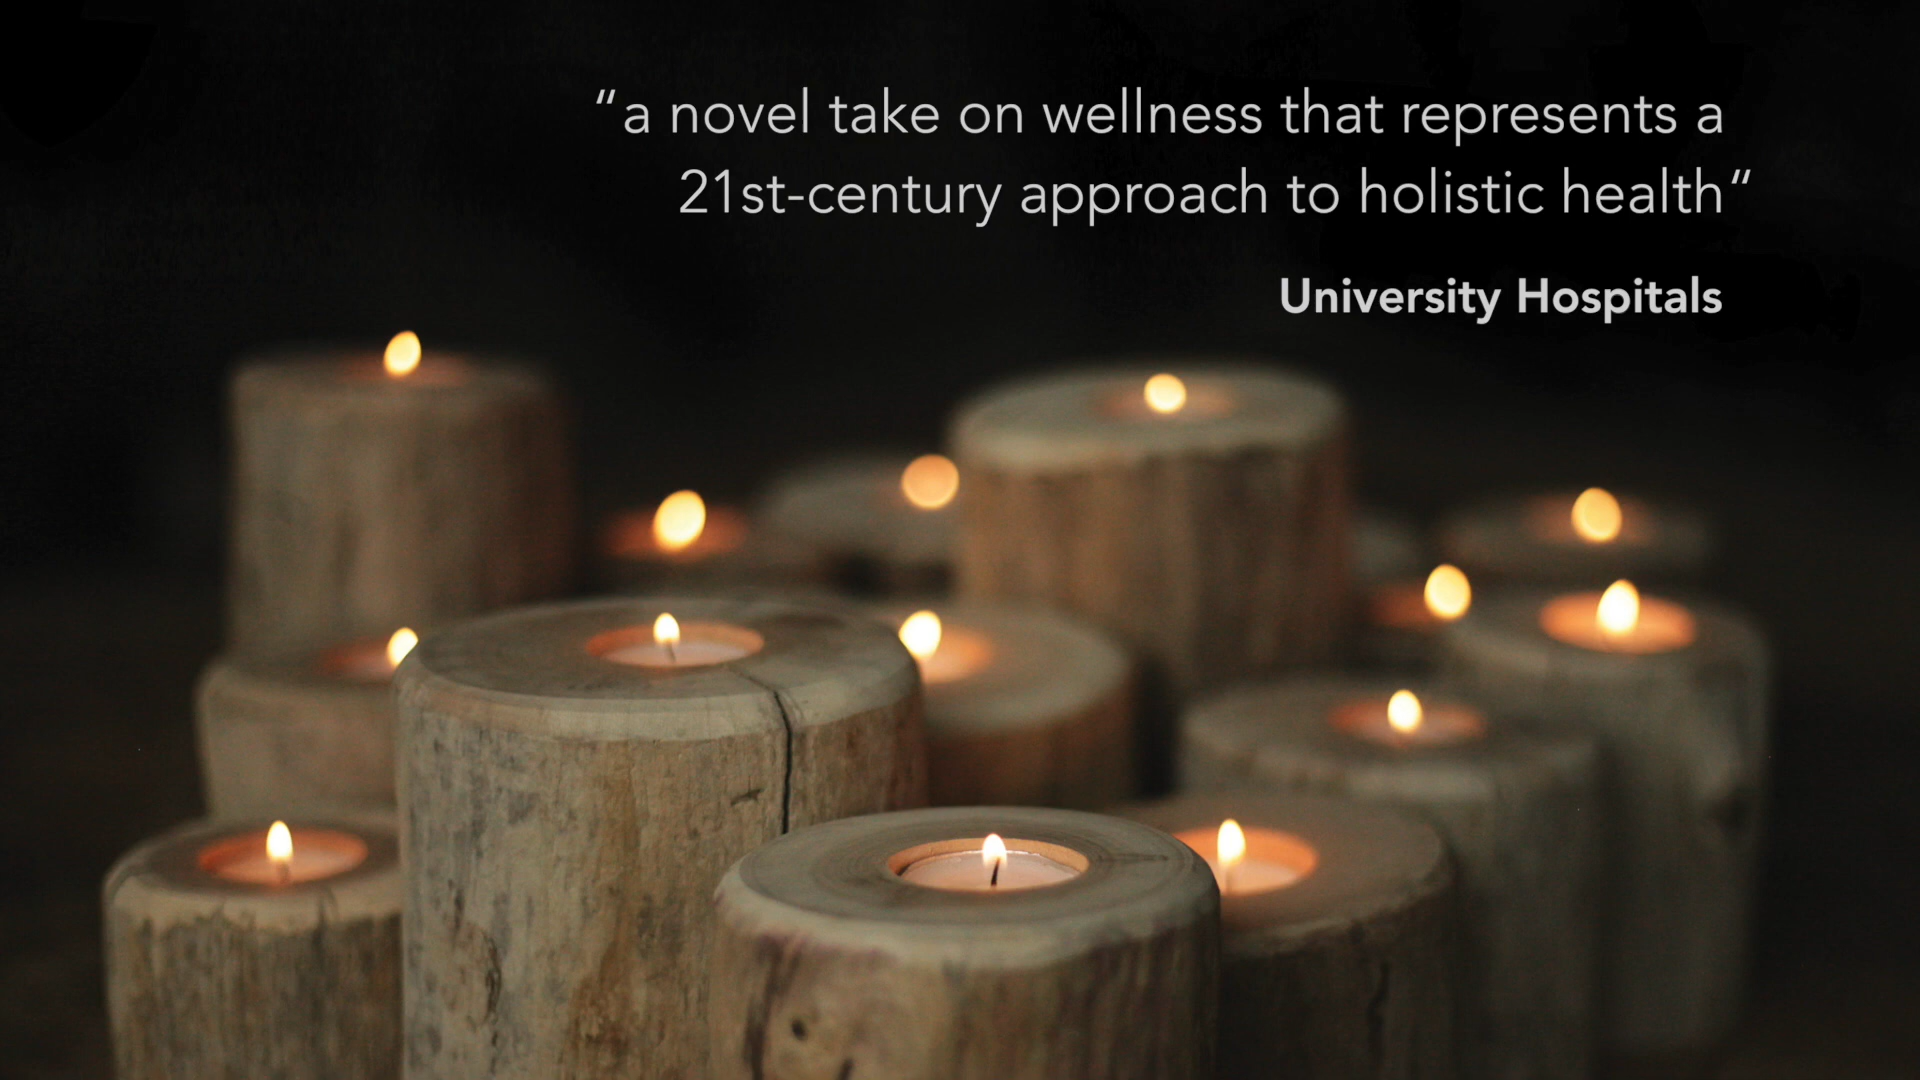 “a novel take on wellness that represents a
21st-century approach to holistic health“
University Hospitals